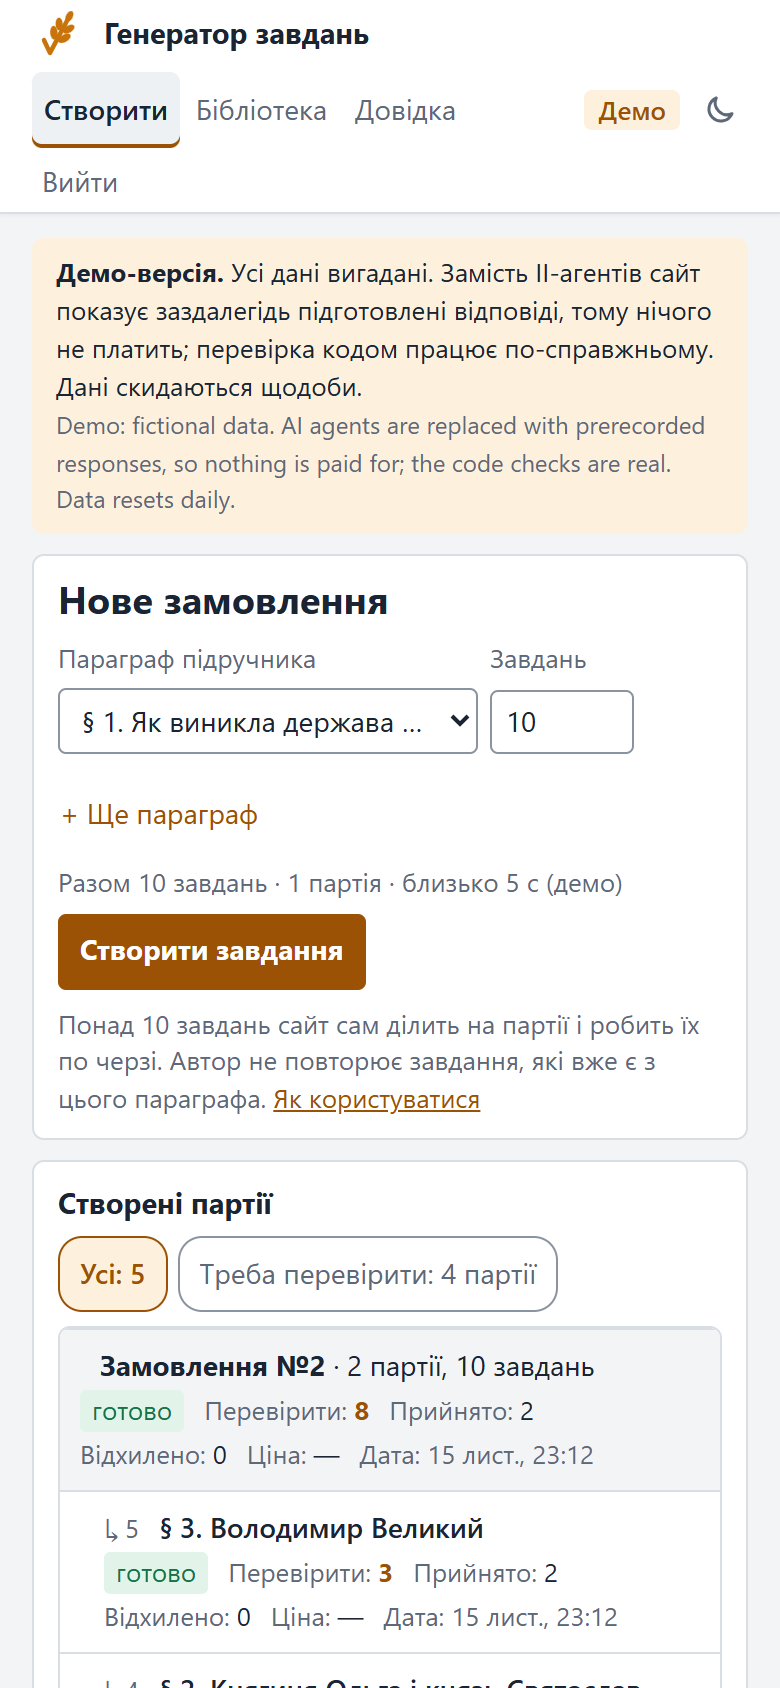 Генератор завдань
Створити Бібліотека Довідка Демо
Вийти
Демо-версія. Усі дані вигадані. Замість ІІ-агентів сайт
показує заздалегідь підготовлені відповіді, тому нічого
не платить; перевірка кодом працює по-справжньому.
Дані скидаються щодоби.
Demo: fictional data. AI agents are replaced with prerecorded
responses, so nothing is paid for; the code checks are real.
Data resets daily.
Нове замовлення
Параграф підручника Завдань
§ 1. Як виникла держава ... 10
+ Ще параграф
Разом 10 завдань · 1 партія · близько 5 с (демо)
Створити завдання
Понад 10 завдань сайт сам ділить на партії і робить їх
по черзі. Автор не повторює завдання, які вже є з
цього параграфа. Як користуватися
Створені партії
Усі: 5 Треба перевірити: 4 партії
Замовлення №2 · 2 партії, 10 завдань
готово Перевірити: 8 Прийнято: 2
Відхилено: 0 Ціна: — Дата: 15 лист., 23:12
↳ 5 § 3. Володимир Великий
готово Перевірити: 3 Прийнято: 2
Відхилено: 0 Ціна: — Дата: 15 лист., 23:12
↳ 4 § 2. Княгиня Ольга і князь Святослав